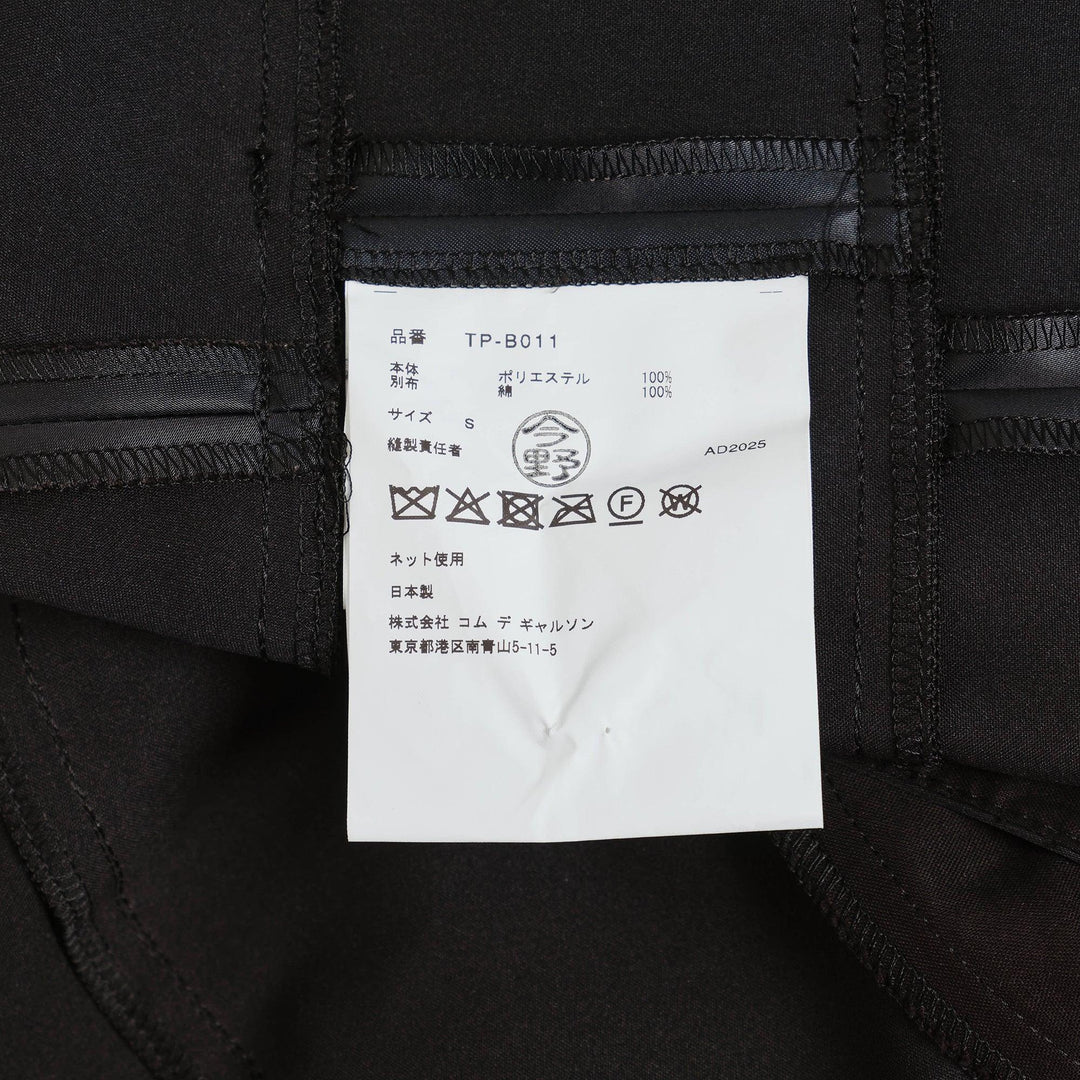 品番 TP-B011
本体 ポリエステル 100%
別布 綿 100%
サイズ S
縫製責任者 今野 AD2025
F W
ネット使用
日本製
株式会社 コム デ ギャルソン
東京都港区南青山5-11-5